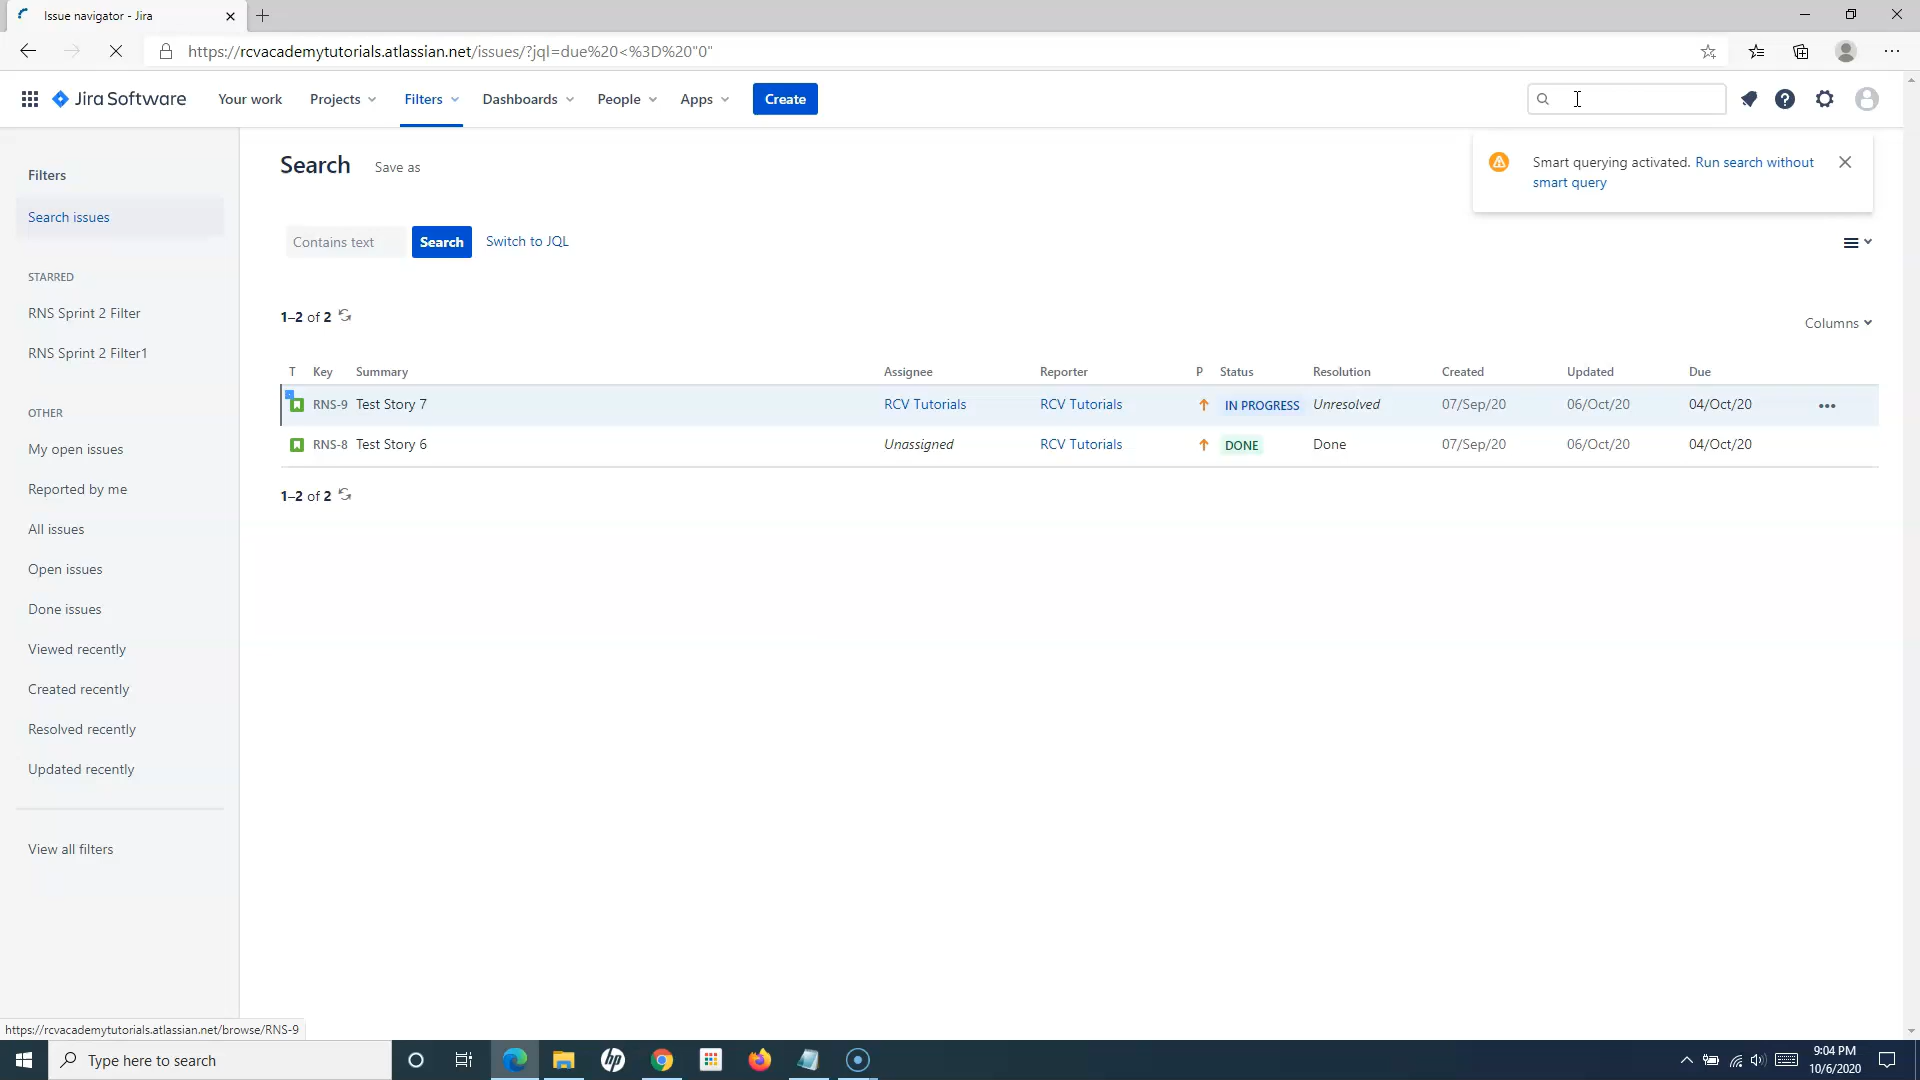 Issue navigator - Jira
https://rcvacademytutorials.atlassian.net/issues/?jql=due%20<%3D%20"0"
Jira Software
Your work
Projects
Filters
Dashboards
People
Apps
Create
Smart querying activated. Run search without
smart query
Filters
Search issues
STARRED
RNS Sprint 2 Filter
RNS Sprint 2 Filter1
OTHER
My open issues
Reported by me
All issues
Open issues
Done issues
Viewed recently
Created recently
Resolved recently
Updated recently
View all filters
Search
Save as
Contains text
Search
Switch to JQL
1–2 of 2
Columns
T Key Summary Assignee Reporter P Status Resolution Created Updated Due
RNS-9 Test Story 7 RCV Tutorials RCV Tutorials IN PROGRESS Unresolved 07/Sep/20 06/Oct/20 04/Oct/20
RNS-8 Test Story 6 Unassigned RCV Tutorials DONE Done 07/Sep/20 06/Oct/20 04/Oct/20
1–2 of 2
https://rcvacademytutorials.atlassian.net/browse/RNS-9
Type here to search
hp
9:04 PM
10/6/2020